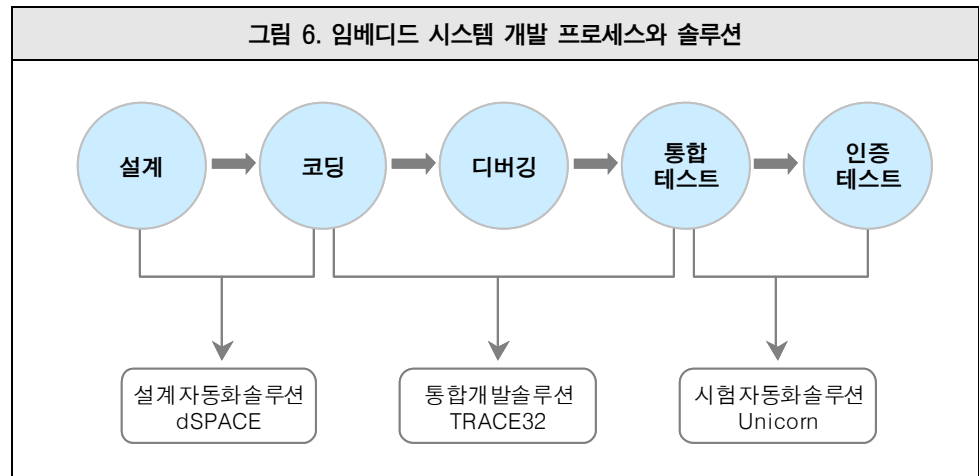 그림 6. 임베디드 시스템 개발 프로세스와 솔루션
설계
코딩
디버깅
통합
테스트
인증
테스트
설계자동화솔루션
dSPACE
통합개발솔루션
TRACE32
시험자동화솔루션
Unicorn